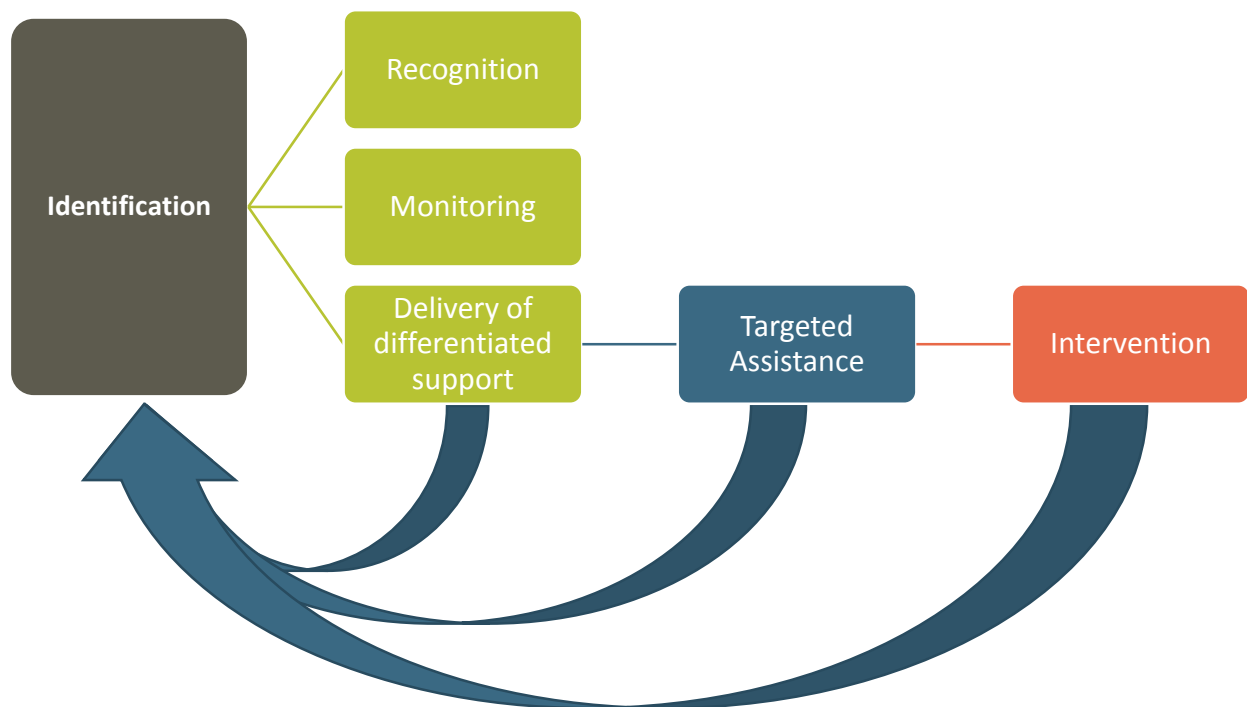 Identification
Recognition
Monitoring
Delivery of
differentiated
support
Targeted
Assistance
Intervention